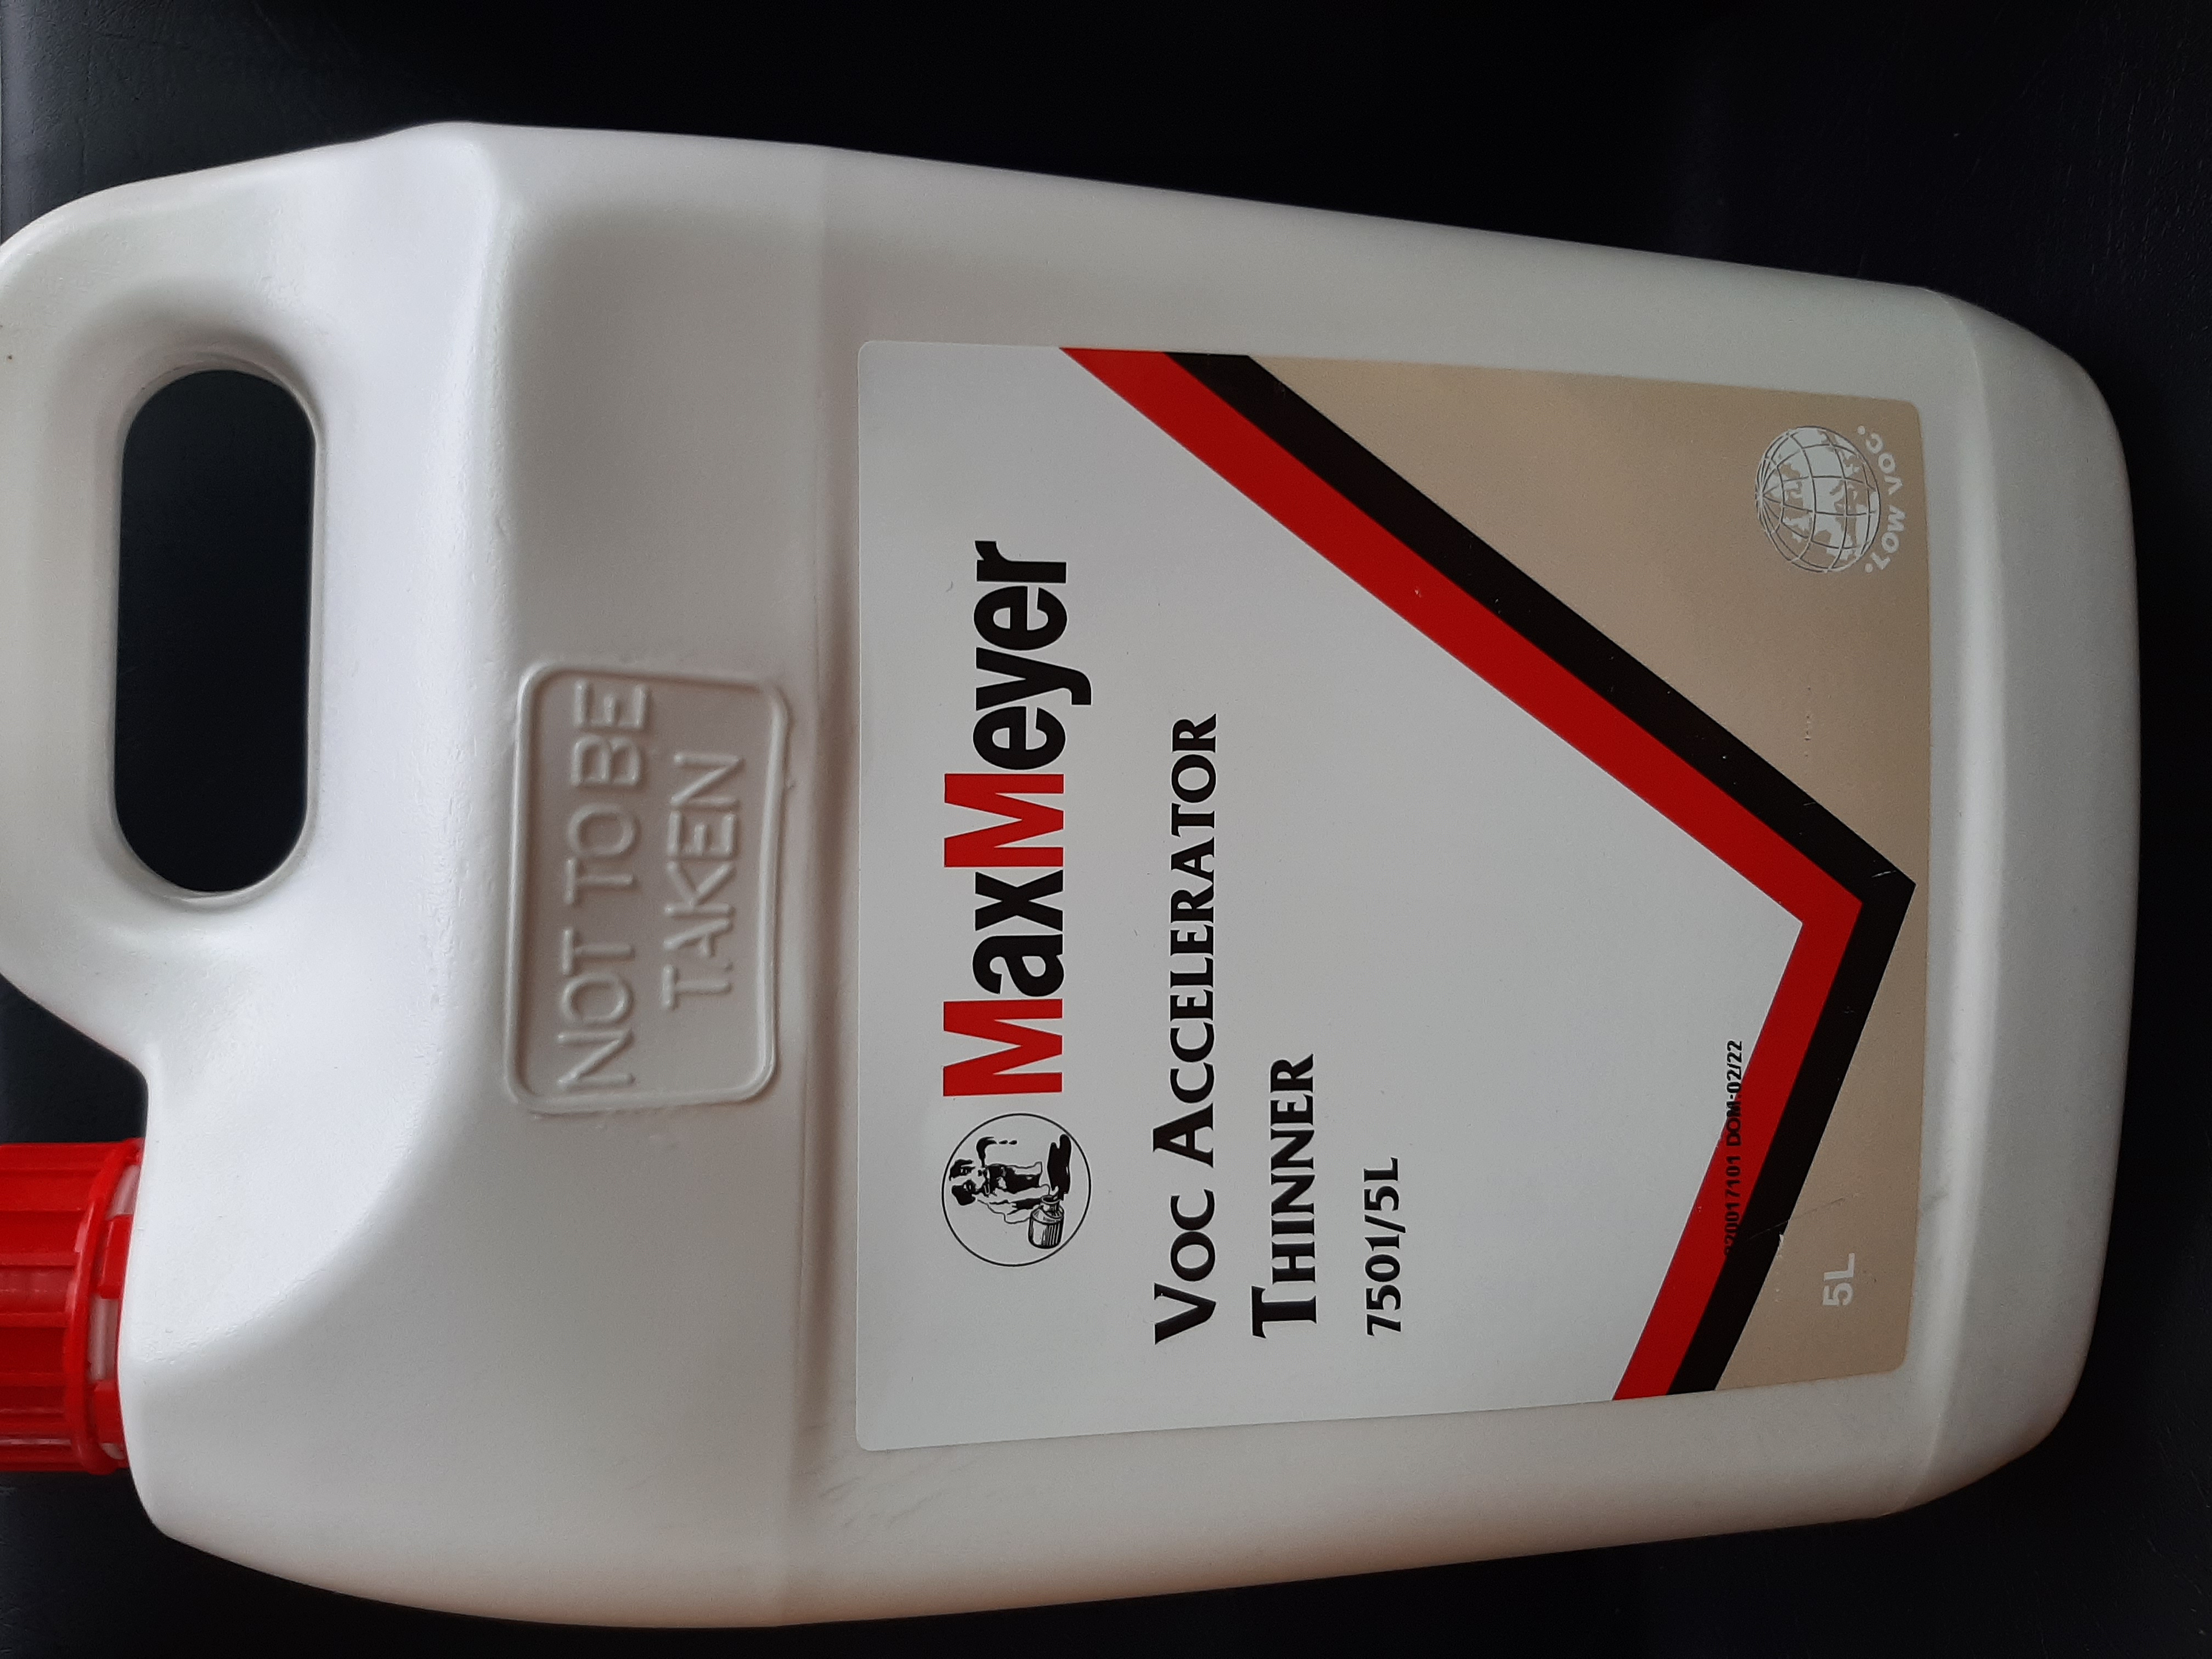 NOT TO BE
TAKEN
MaxMeyer
VOC ACCELERATOR
THINNER
7501/5L
DOM-02/22
5L
.LOW VOC.